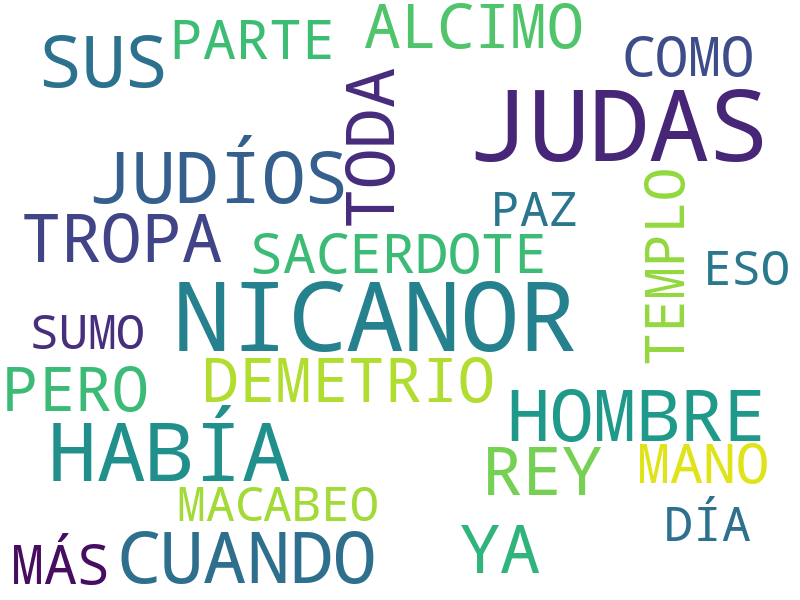 ALCIMO
PARTE
SUS
COMO
TODA
JUDAS
JUDÍOS
PAZ
TEMPLO
TROPA
SACERDOTE
ESO
NICANOR
SUMO
DEMETRIO
PERO
HOMBRE
HABÍA
REY
MANO
MACABEO
DÍA
YA
CUANDO
MÁS